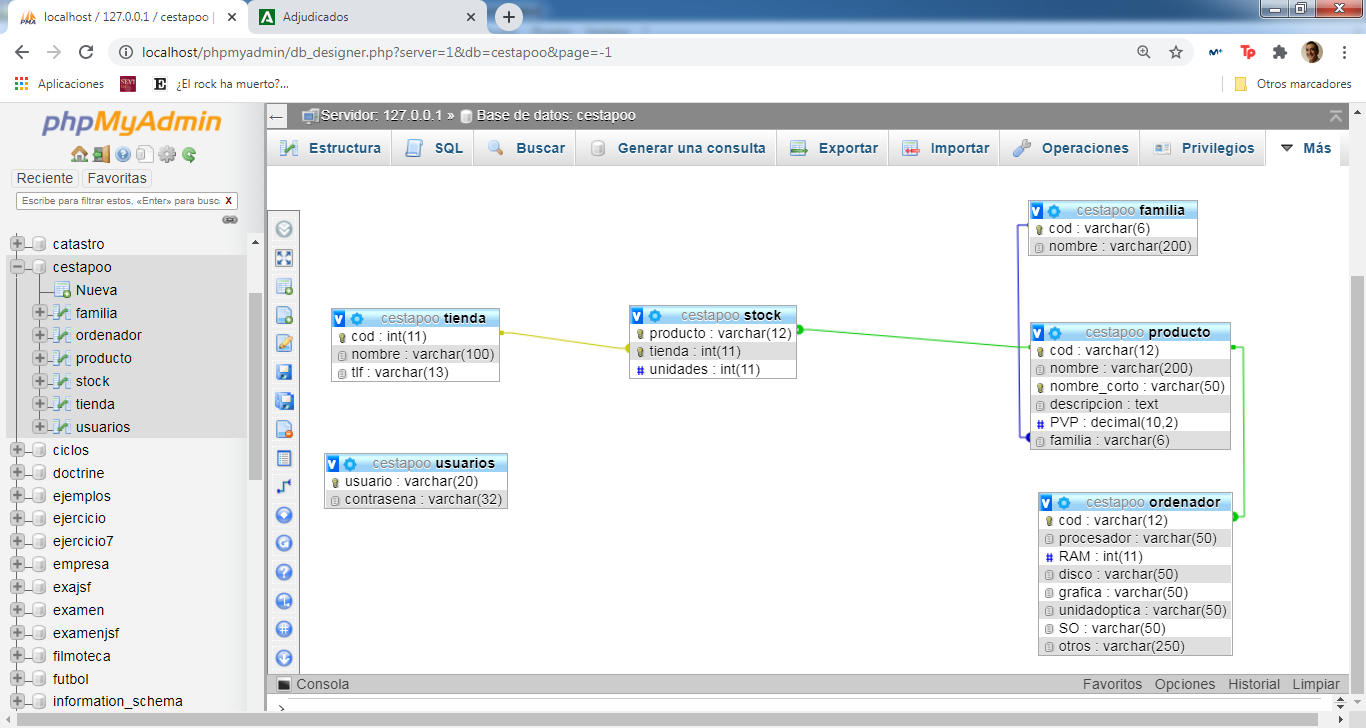 localhost / 127.0.0.1 / cestapoo |
Adjudicados
localhost/phpmyadmin/db_designer.php?server=1&db=cestapoo&page=-1
Aplicaciones
¿El rock ha muerto?...
Otros marcadores
phpMyAdmin
Reciente Favoritas
Escribe para filtrar estos, «Enter» para busc. X
catastro
cestapoo
Nueva
familia
ordenador
producto
stock
tienda
usuarios
ciclos
doctrine
ejemplos
ejercicio
ejercicio7
empresa
exajsf
examen
examenjsf
filmoteca
futbol
information_schema
Servidor: 127.0.0.1 » Base de datos: cestapoo
Estructura SQL Buscar Generar una consulta Exportar Importar Operaciones Privilegios Más
cestapoo familia
cod : varchar(6)
nombre : varchar(200)
cestapoo tienda
cod : int(11)
nombre : varchar(100)
tlf : varchar(13)
cestapoo stock
producto : varchar(12)
tienda : int(11)
unidades : int(11)
cestapoo producto
cod : varchar(12)
nombre : varchar(200)
nombre_corto : varchar(50)
descripcion : text
PVP : decimal(10,2)
familia : varchar(6)
cestapoo usuarios
usuario : varchar(20)
contrasena : varchar(32)
cestapoo ordenador
cod : varchar(12)
procesador : varchar(50)
RAM : int(11)
disco : varchar(50)
grafica : varchar(50)
unidadoptica : varchar(50)
SO : varchar(50)
otros : varchar(250)
Consola
Favoritos Opciones Historial Limpiar
>